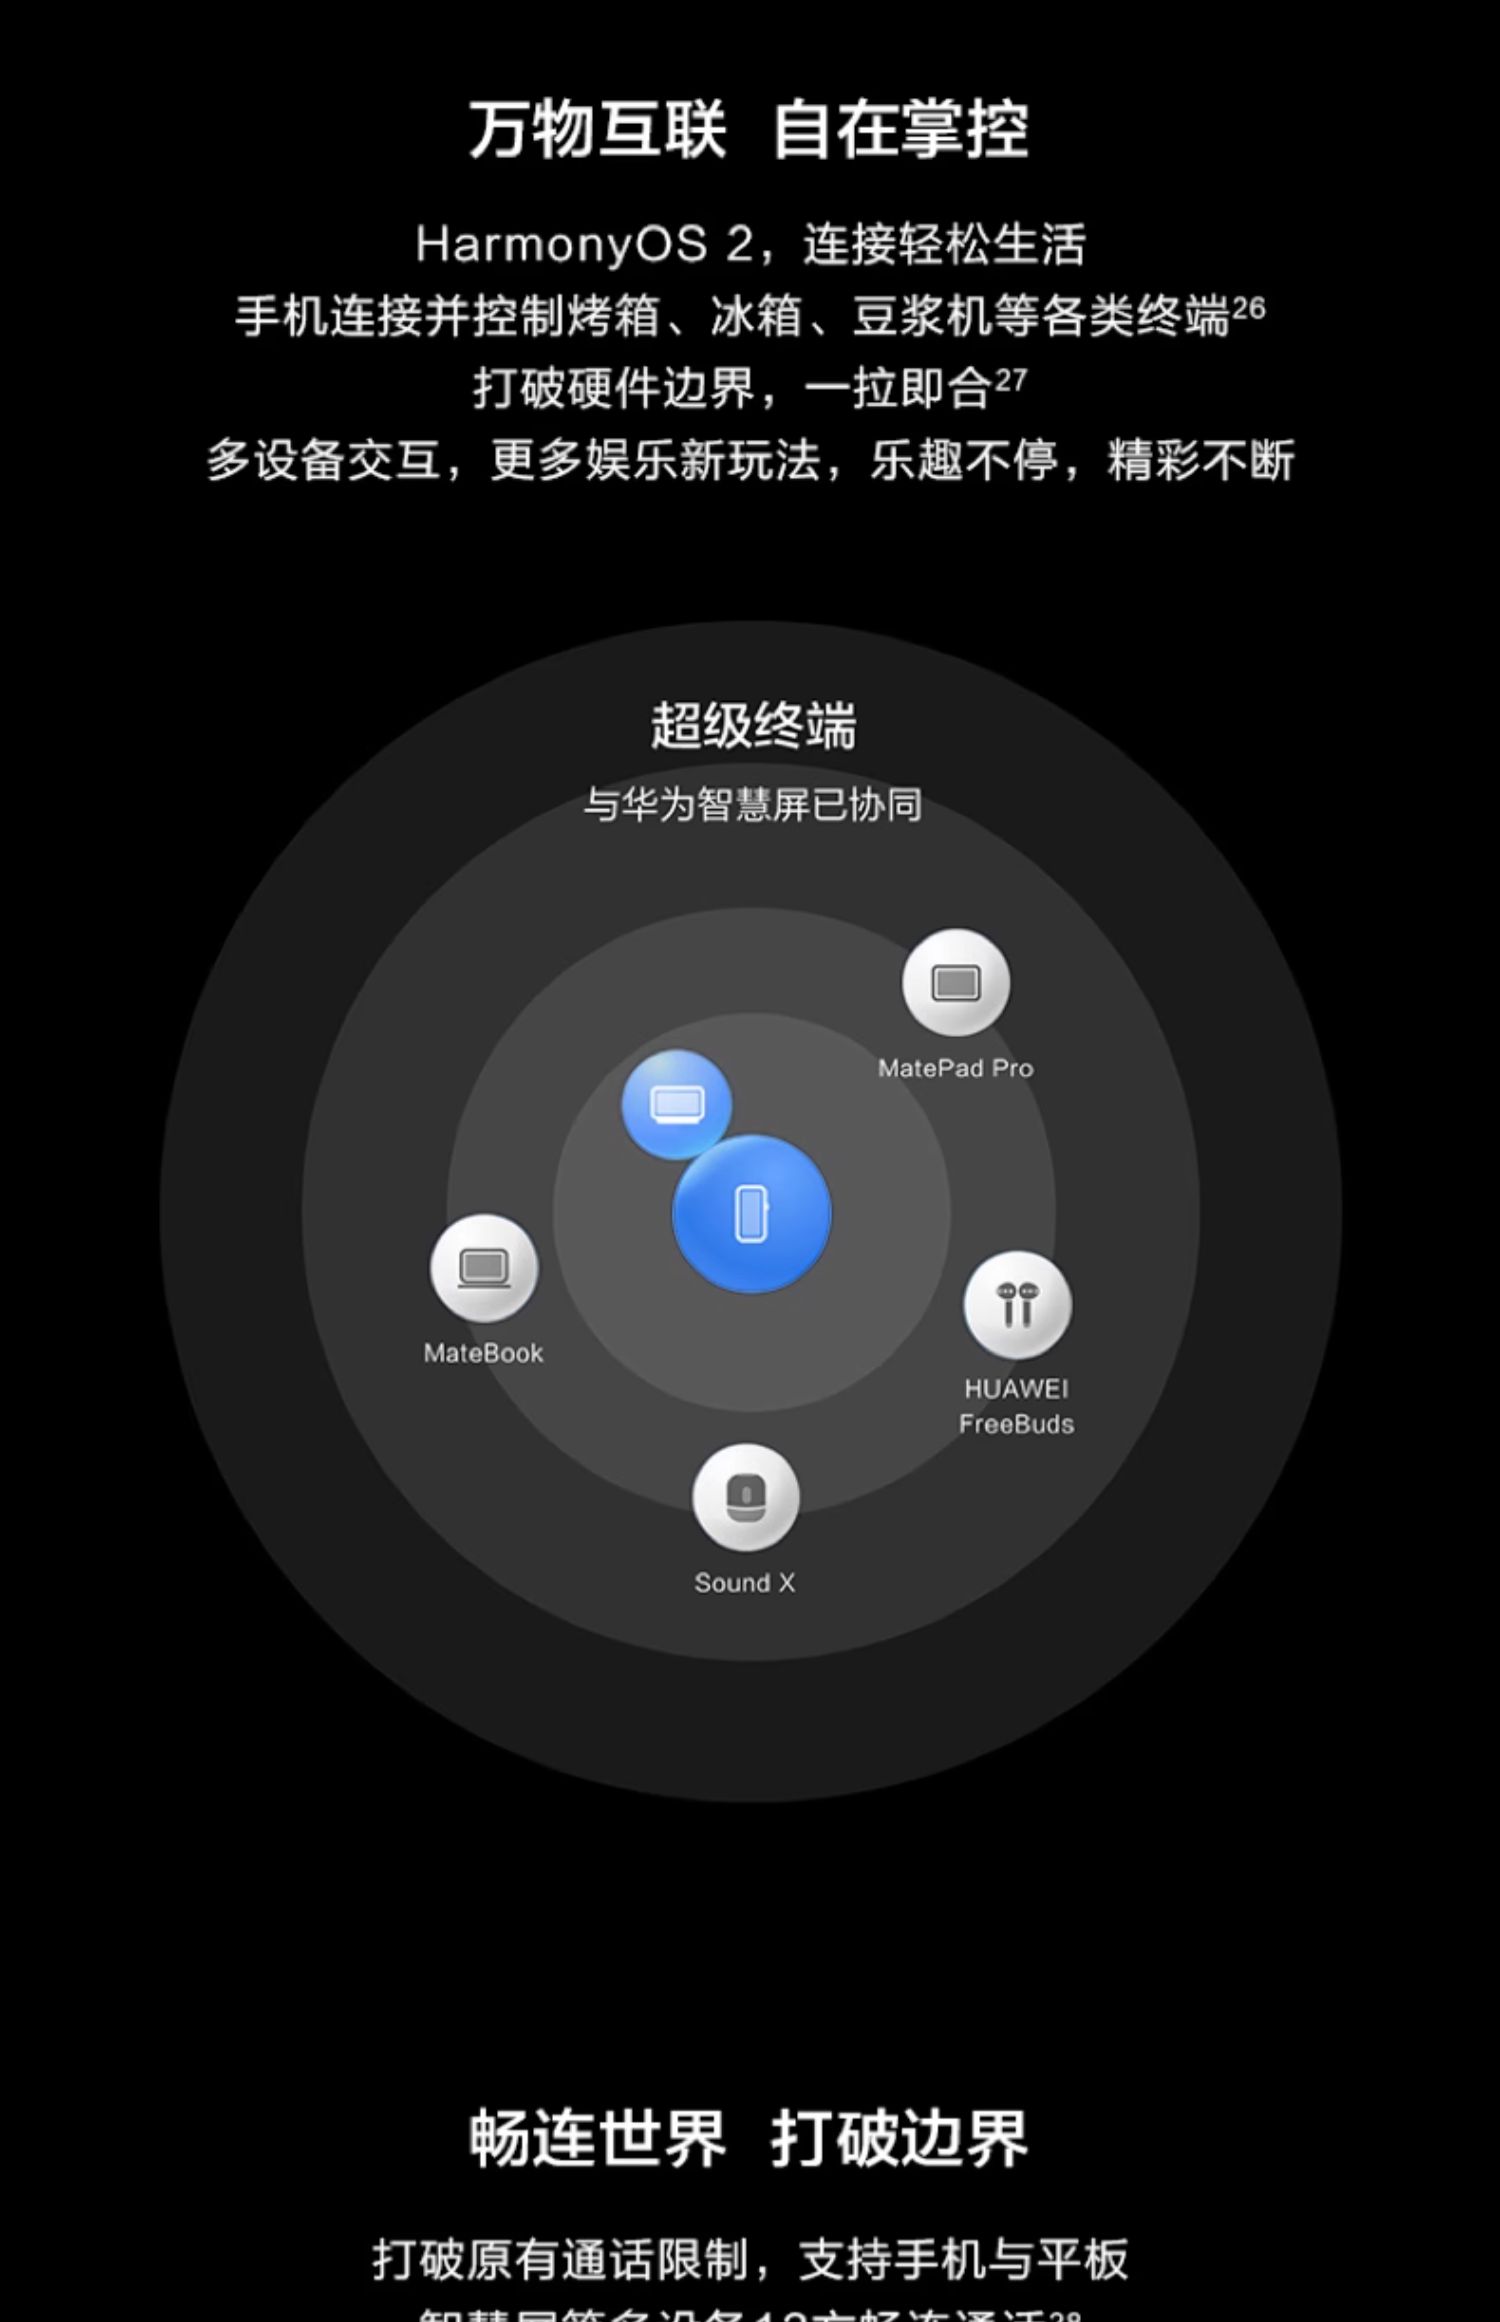 万物互联 自在掌控
HarmonyOS 2，连接轻松生活
手机连接并控制烤箱、冰箱、豆浆机等各类终端26
打破硬件边界，一拉即合27
多设备交互，更多娱乐新玩法，乐趣不停，精彩不断
超级终端
与华为智慧屏已协同
MatePad Pro
MateBook
HUAWEI
FreeBuds
Sound X
畅连世界 打破边界
打破原有通话限制，支持手机与平板